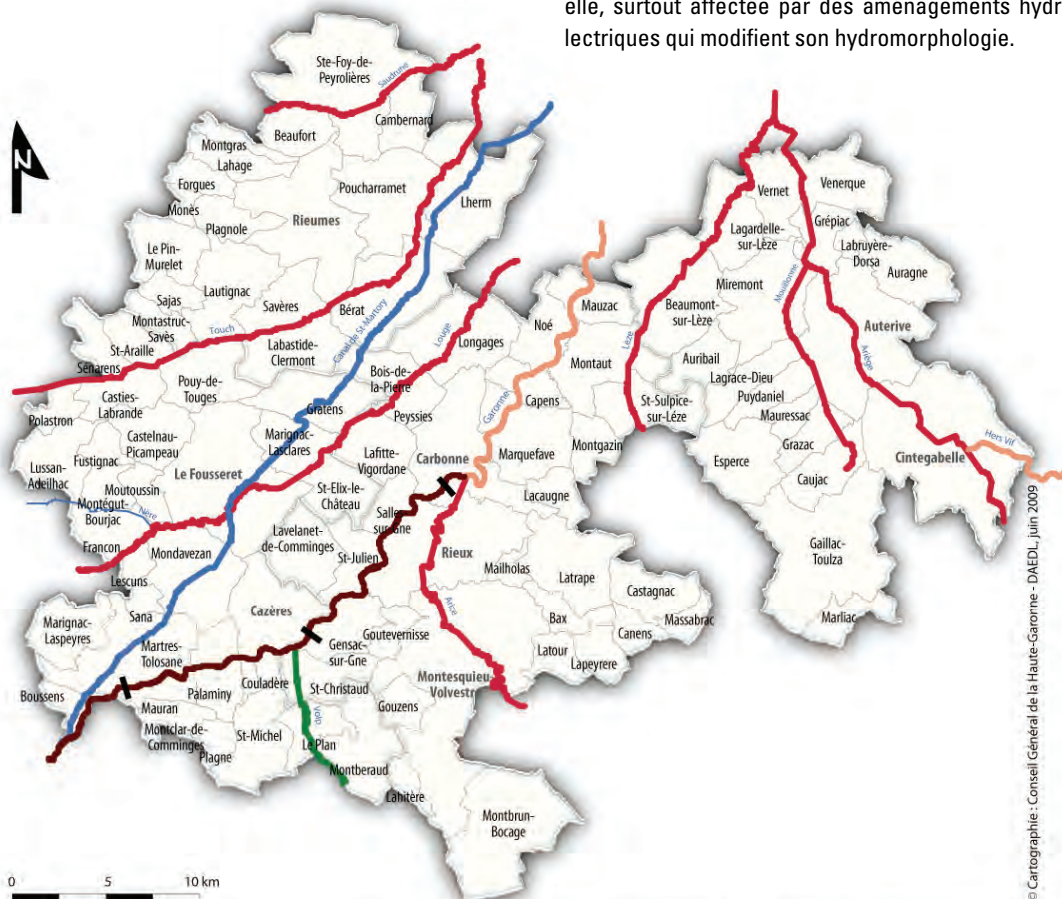 elle, surtout affectée par des aménagements hydr
lectriques qui modifient son hydromorphologie.
N
Ste-Foy-de-
Peyrolières
Saudrune
Cambernard
Beaufort
Montgras
Lahage
Forgues
Poucharramet
Lherm
Monès
Rieumes
Plagnole
Le Pin-
Murelet
Lautignac
Savères
Bérat
Sajas
Montastruc-
Savès
St-Araille
Touch
Sénarens
Labastide-
Clermont
Canal de St-Martory
Louge
Longages
Pouy-de-
Touges
Bois-de-
la-Pierre
Casties-
Labrande
Gratens
Peyssies
Polastron
Castelnau-
Picampeau
Marignac-
Lasclares
Fustignac
Le Fousseret
Lafitte-
Vigordane
Lussan-
Adeilhac
Moutoussin
St-Elix-le-
Château
Montégut-
Bourjac
Nère
Salles-
sur-Gne
Francon
Mondavezan
Lavelanet-
de-Comminges
St-Julien
Lescuns
Sana
Cazères
Marignac-
Laspeyres
Martres-
Tolosane
Boussens
Mauran
Palaminy
Couladère
Montclar-de-
Comminges
Plagne
St-Michel
Volp
Le Plan
Montberaud
Lahitère
Montbrun-
Bocage
Gensac-
sur-Gne
Goutevernisse
St-Christaud
Gouzens
Montesquieu-
Volvestre
Arize
Rieux
Mailholas
Latrape
Bax
Latour
Lapeyrere
Canens
Castagnac
Massabrac
Carbonne
Marquefave
Lacaugne
Capens
Garonne
Noé
Mauzac
Montaut
Montgazin
Lèze
St-Sulpice-
sur-Lèze
Beaumont-
sur-Lèze
Vernet
Venerque
Lagardelle-
sur-Lèze
Grépiac
Labruyère-
Dorsa
Auragne
Miremont
Mouillonne
Auterive
Ariège
Auribail
Lagrace-Dieu
Puydaniel
Mauressac
Grazac
Esperce
Caujac
Cintegabelle
Hers Vif
Gaillac-
Toulza
Marliac
0 5 10 km
© Cartographie : Conseil Général de la Haute-Garonne - DAEDL, juin 2009